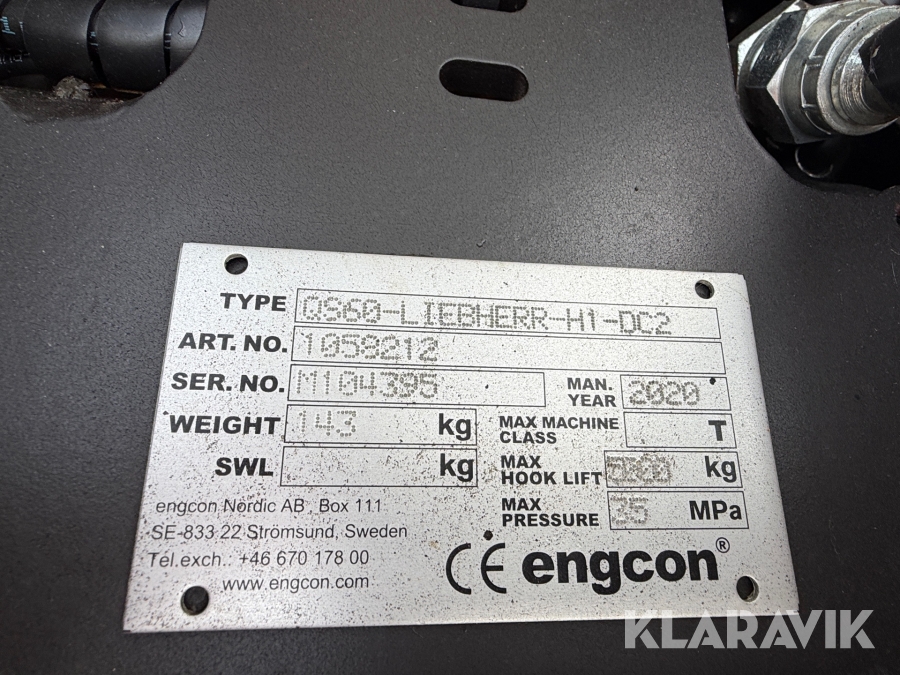 TYPE QS60-LIEBHERR-H1-DC2
ART. NO. 1059212
SER. NO. M104395 MAN. YEAR 2020
WEIGHT 143 kg MAX MACHINE CLASS T
SWL kg MAX HOOK LIFT kg
MAX PRESSURE 35 MPa
engcon Nordic AB, Box 111
SE-833 22 Strömsund, Sweden
Tel.exch.. +46 670 178 00
www.engcon.com
CE engcon®
KLARAVIK